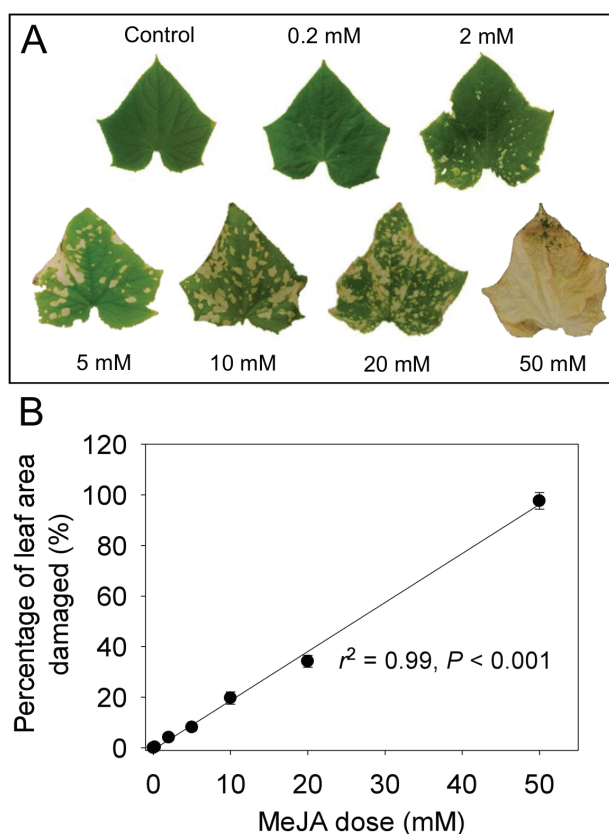 A
Control 0.2 mM 2 mM
5 mM 10 mM 20 mM 50 mM
B
Percentage of leaf area
damaged (%)
120
100
80
60
40
20
0
r² = 0.99, P < 0.001
0 10 20 30 40 50
MeJA dose (mM)